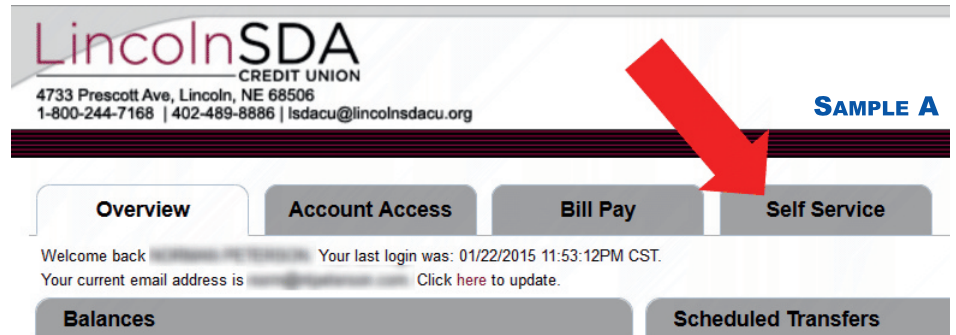 LincolnSDA
CREDIT UNION
4733 Prescott Ave, Lincoln, NE 68506
1-800-244-7168 | 402-489-8886 | lsdacu@lincolnsdacu.org
SAMPLE A
Overview Account Access Bill Pay Self Service
Welcome back Your last login was: 01/22/2015 11:53:12PM CST.
Your current email address is Click here to update.
Balances Scheduled Transfers